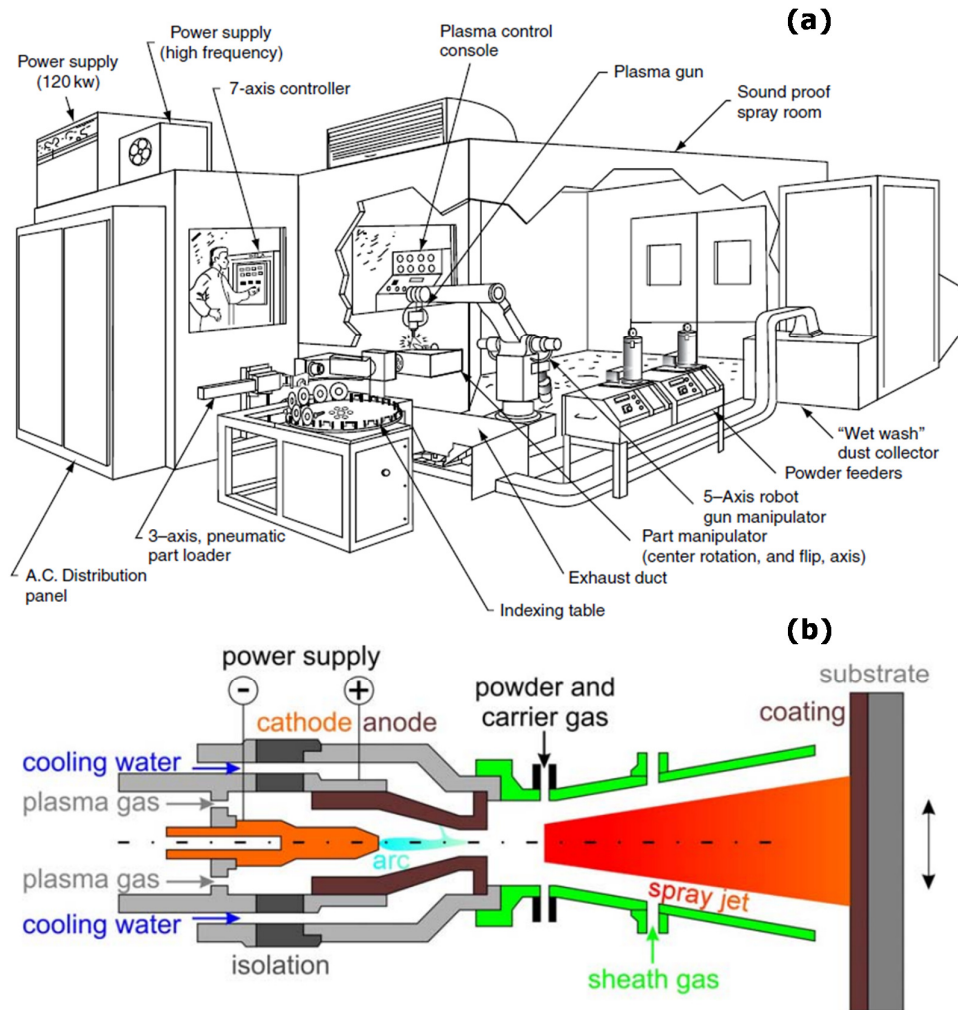 (a)
Power supply
(high frequency)
Power supply
(120 kw)
7-axis controller
Plasma control
console
Plasma gun
Sound proof
spray room
"Wet wash"
dust collector
Powder feeders
5–Axis robot
gun manipulator
Part manipulator
(center rotation, and flip, axis)
Exhaust duct
Indexing table
3–axis, pneumatic
part loader
A.C. Distribution
panel
(b)
power supply
−
+
cathode anode
powder and
carrier gas
substrate
coating
cooling water
plasma gas
arc
plasma gas
cooling water
isolation
spray jet
sheath gas